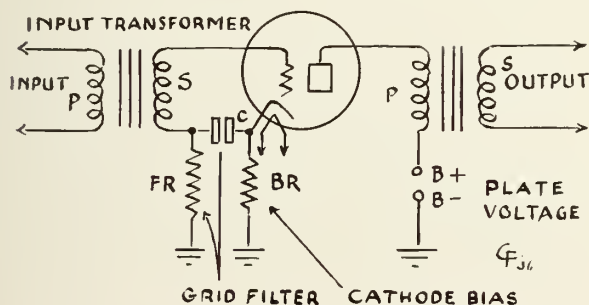 INPUT TRANSFORMER
INPUT
P
S
P
S
OUTPUT
C
FR
BR
B+
B-
PLATE
VOLTAGE
GRID FILTER
CATHODE BIAS